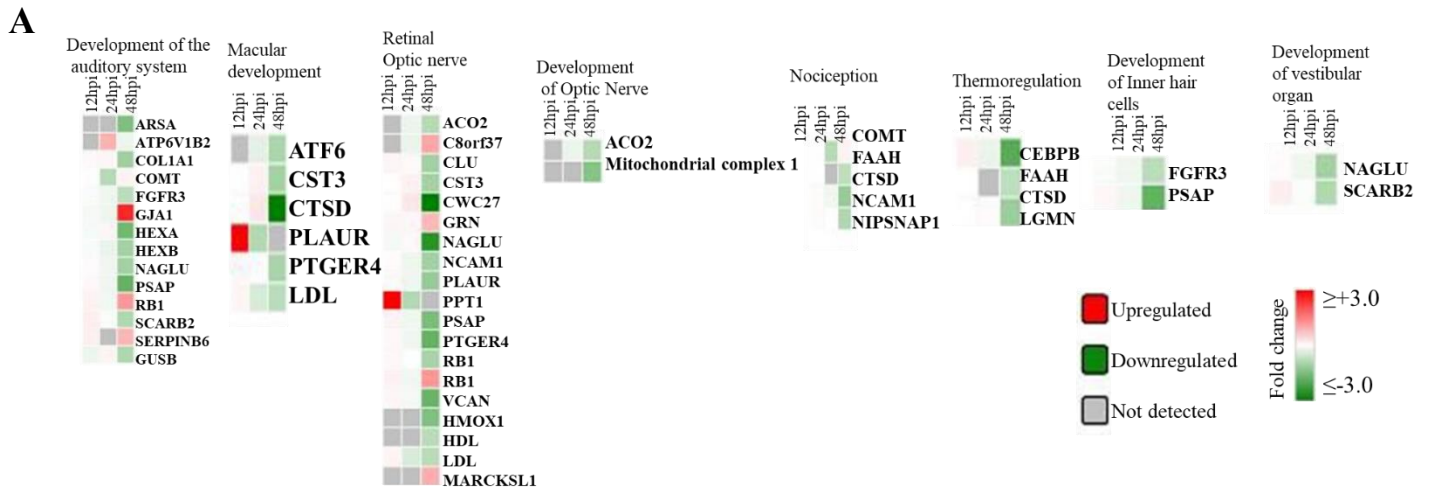 A
Development of the
auditory system
12hpi
24hpi
48hpi
ARSA
ATP6V1B2
COL1A1
COMT
FGFR3
GJA1
HEXA
HEXB
NAGLU
PSAP
RB1
SCARB2
SERPINB6
GUSB
Macular
development
12hpi
24hpi
48hpi
ATF6
CST3
CTSD
PLAUR
PTGER4
LDL
Retinal
Optic nerve
12hpi
24hpi
48hpi
ACO2
C8orf37
CLU
CST3
CWC27
GRN
NAGLU
NCAM1
PLAUR
PPT1
PSAP
PTGER4
RB1
RB1
VCAN
HMOX1
HDL
LDL
MARCKSL1
Development
of Optic Nerve
12hpi
24hpi
48hpi
ACO2
Mitochondrial complex 1
Nociception
12hpi
24hpi
48hpi
COMT
FAAH
CTSD
NCAM1
NIPSNAP1
Thermoregulation
12hpi
24hpi
48hpi
CEBPB
FAAH
CTSD
LGMN
Development
of Inner hair
cells
12hpi
24hpi
48hpi
FGFR3
PSAP
Development
of vestibular
organ
12hpi
24hpi
48hpi
NAGLU
SCARB2
Upregulated
Downregulated
Not detected
Fold change
≥+3.0
≤-3.0